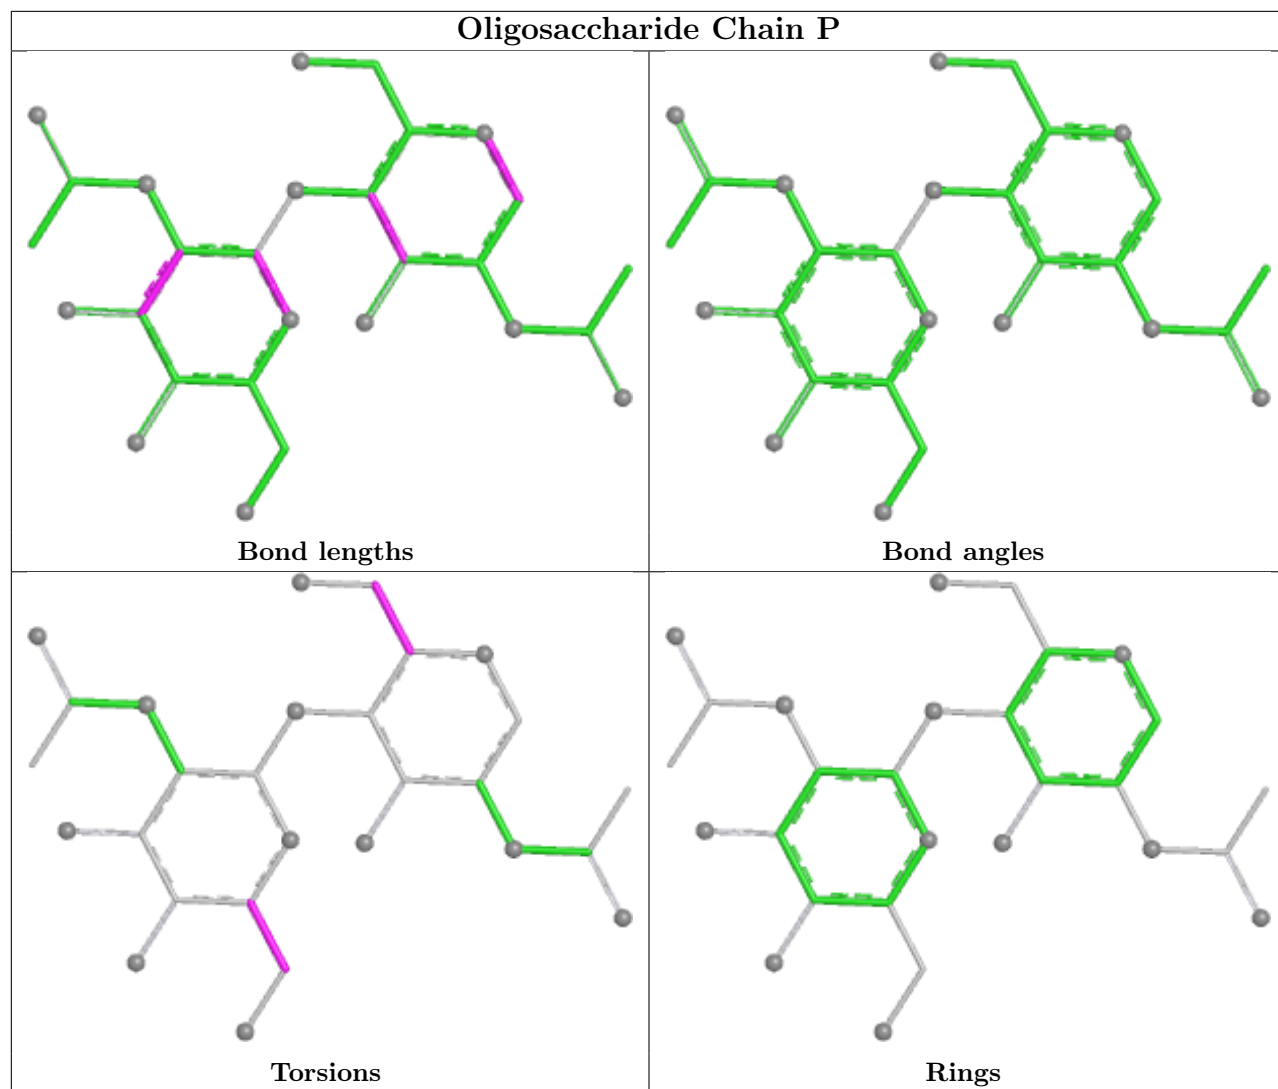 Oligosaccharide Chain P
Bond lengths
Bond angles
Torsions
Rings